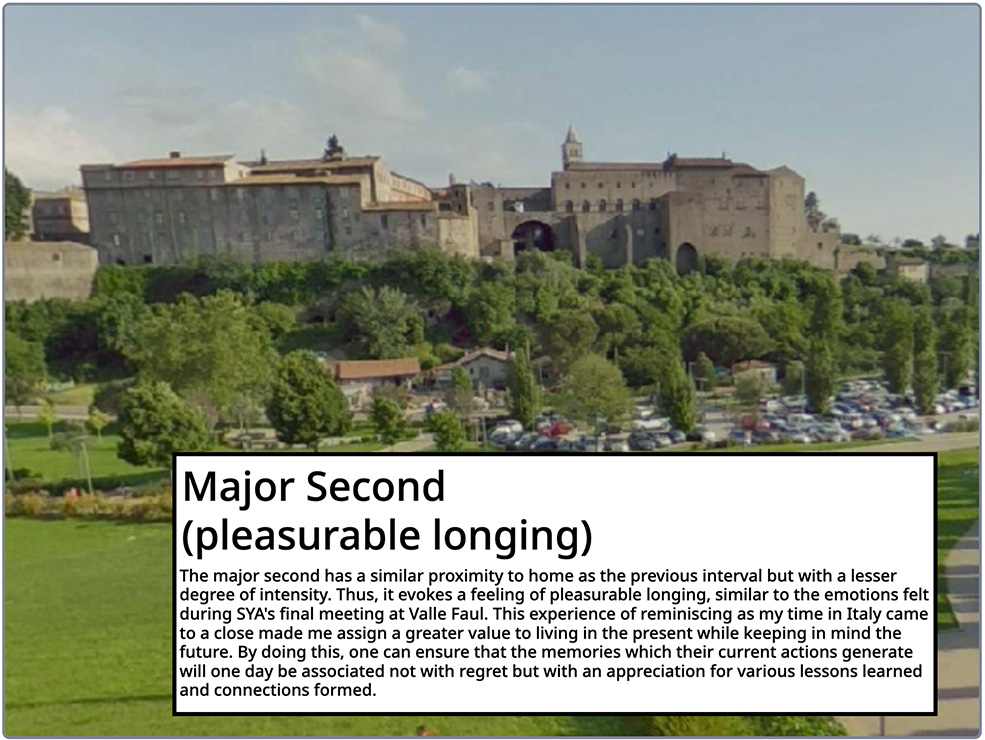 Major Second
(pleasurable longing)
The major second has a similar proximity to home as the previous interval but with a lesser
degree of intensity. Thus, it evokes a feeling of pleasurable longing, similar to the emotions felt
during SYA's final meeting at Valle Faul. This experience of reminiscing as my time in Italy came
to a close made me assign a greater value to living in the present while keeping in mind the
future. By doing this, one can ensure that the memories which their current actions generate
will one day be associated not with regret but with an appreciation for various lessons learned
and connections formed.